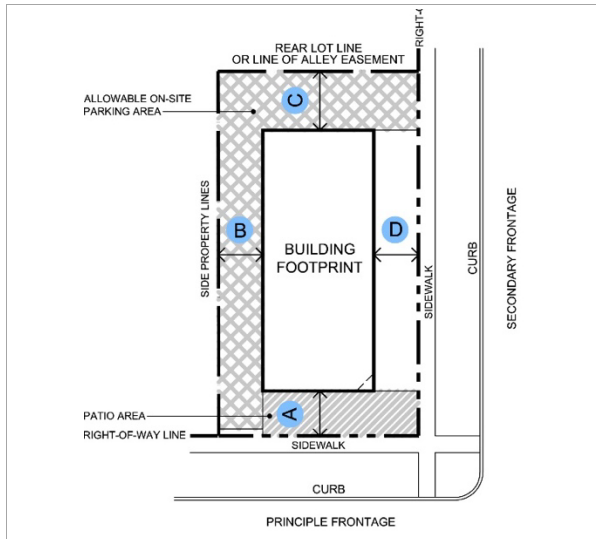 REAR LOT LINE
OR LINE OF ALLEY EASEMENT
ALLOWABLE ON-SITE
PARKING AREA
C
SIDE PROPERTY LINES
B
BUILDING
FOOTPRINT
D
SIDEWALK
CURB
SECONDARY FRONTAGE
PATIO AREA
A
RIGHT-OF-WAY LINE
SIDEWALK
CURB
PRINCIPLE FRONTAGE